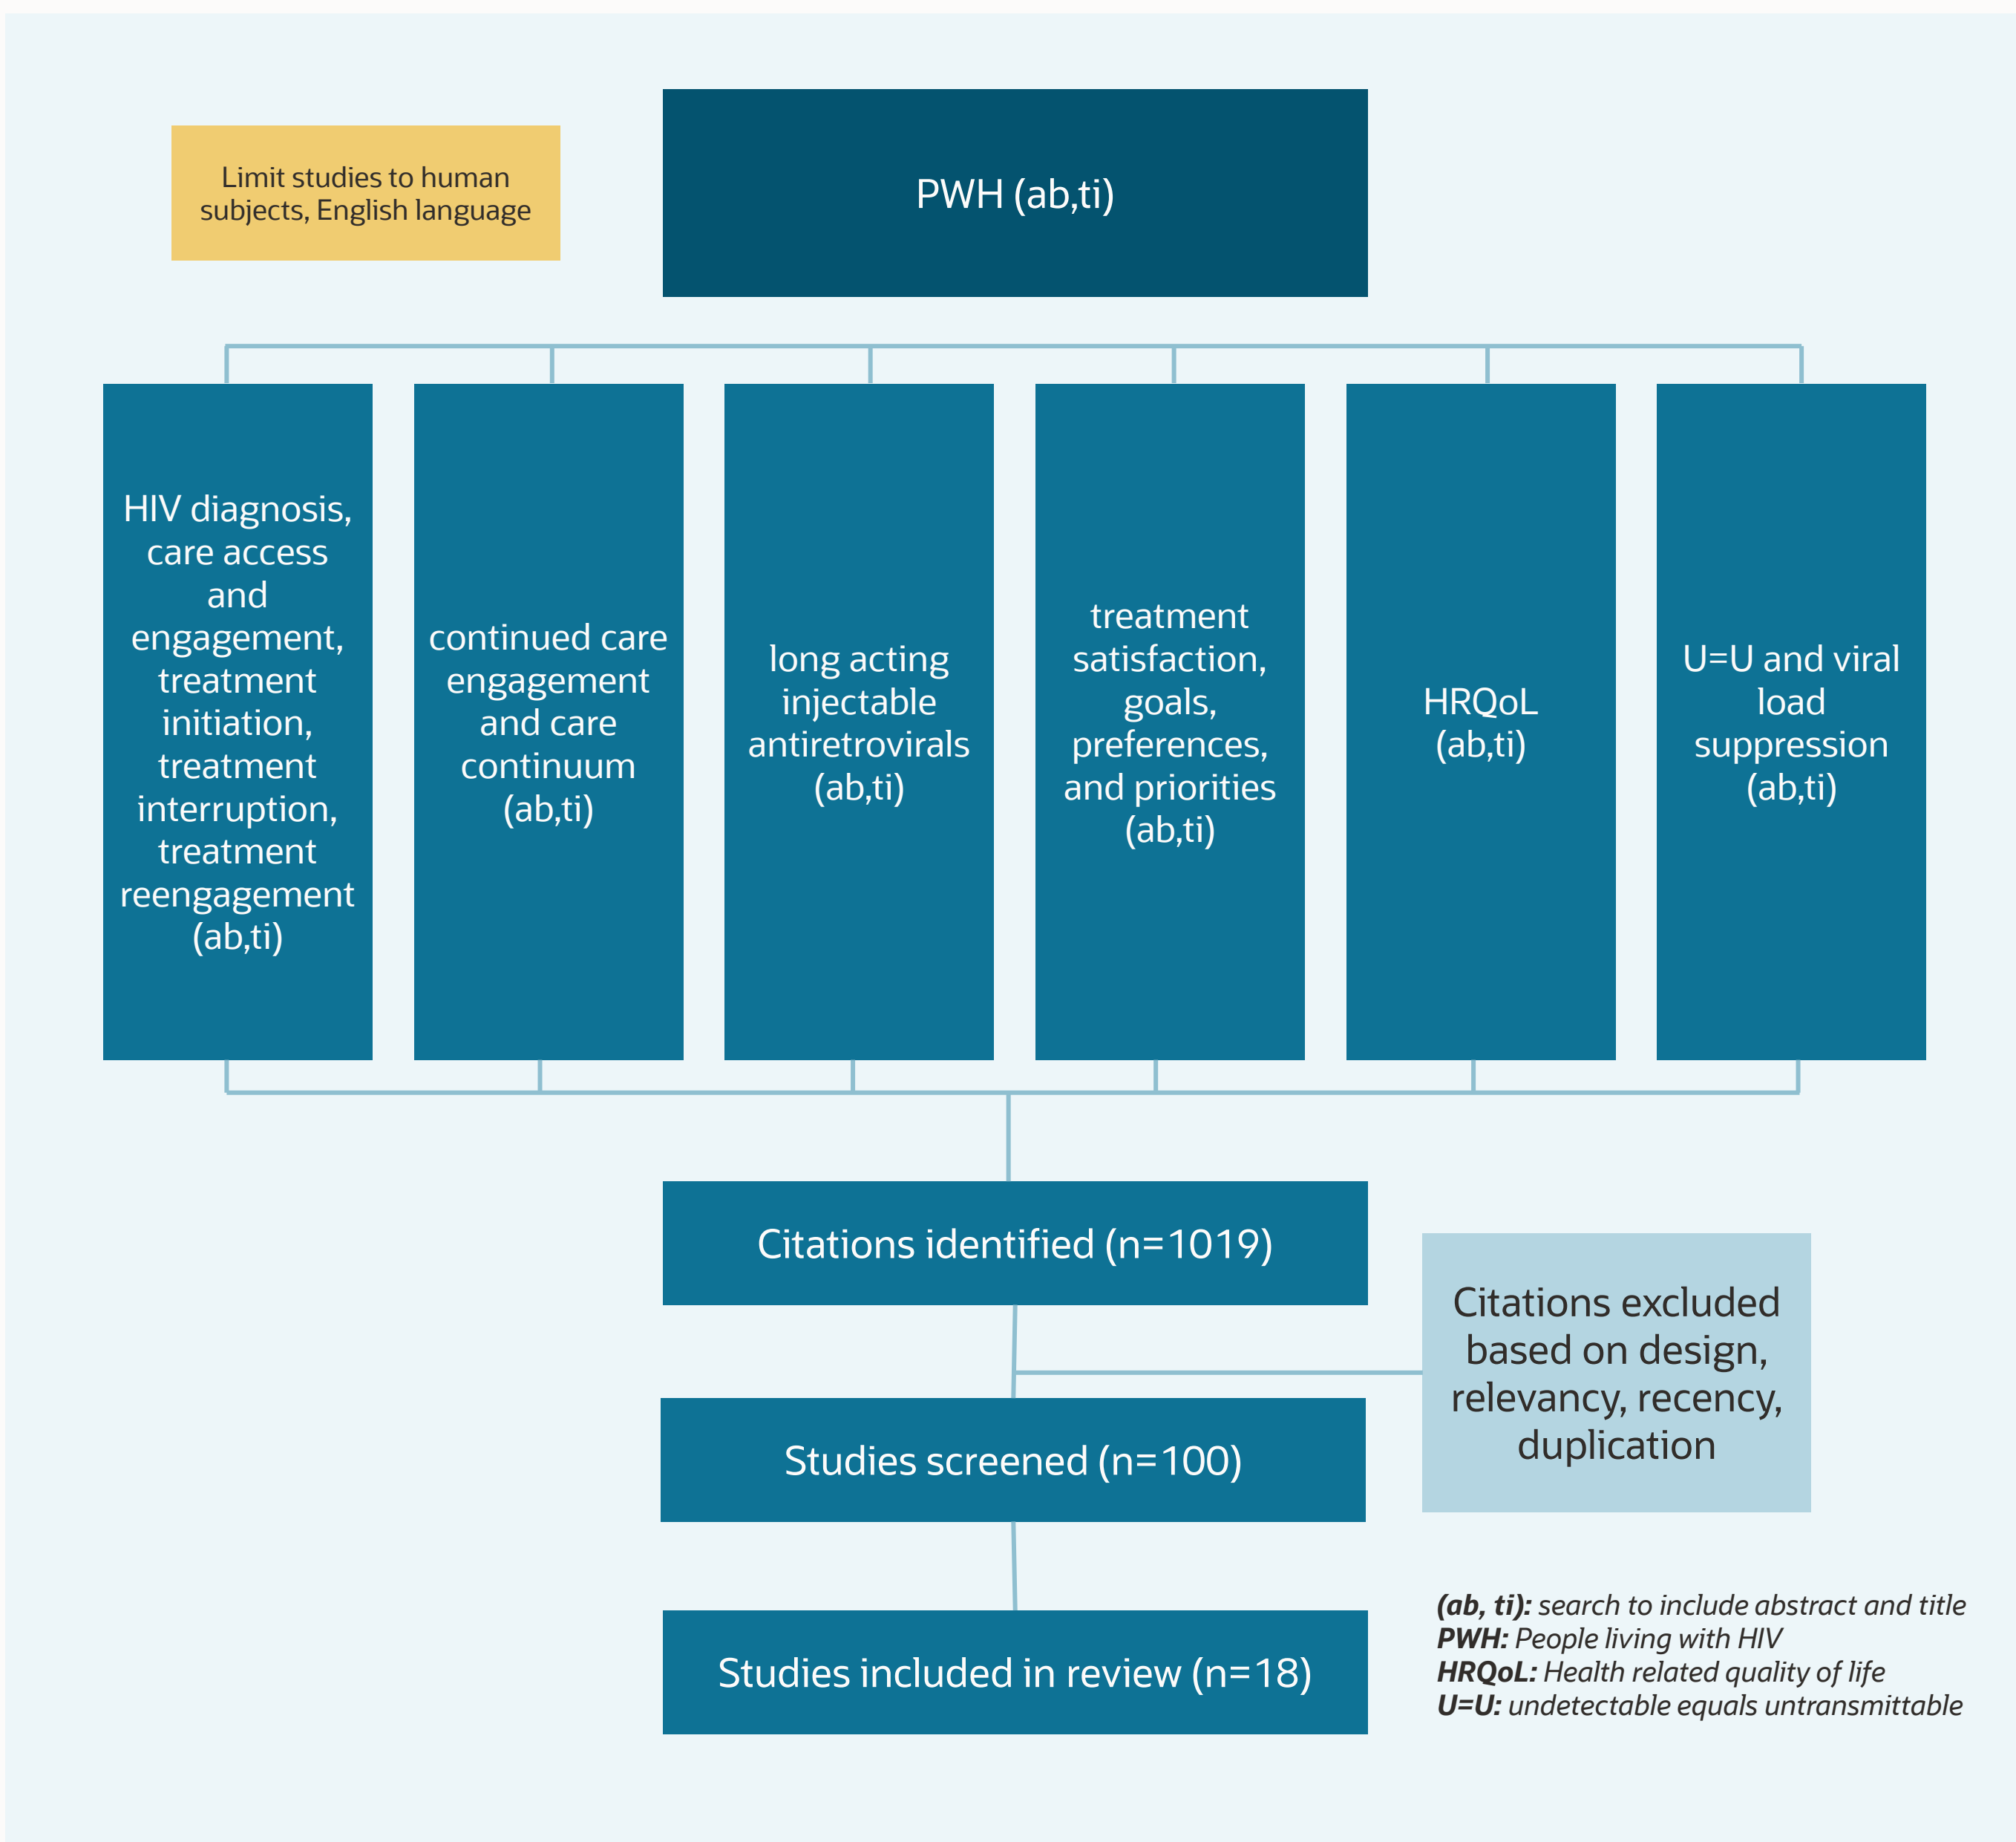 Limit studies to human
subjects, English language
PWH (ab,ti)
HIV diagnosis,
care access
and
engagement,
treatment
initiation,
treatment
interruption,
treatment
reengagement
(ab,ti)
continued care
engagement
and care
continuum
(ab,ti)
long acting
injectable
antiretrovirals
(ab,ti)
treatment
satisfaction,
goals,
preferences,
and priorities
(ab,ti)
HRQoL
(ab,ti)
U=U and viral
load
suppression
(ab,ti)
Citations identified (n=1019)
Citations excluded
based on design,
relevancy, recency,
duplication
Studies screened (n=100)
Studies included in review (n=18)
(ab, ti): search to include abstract and title
PWH: People living with HIV
HRQoL: Health related quality of life
U=U: undetectable equals untransmittable